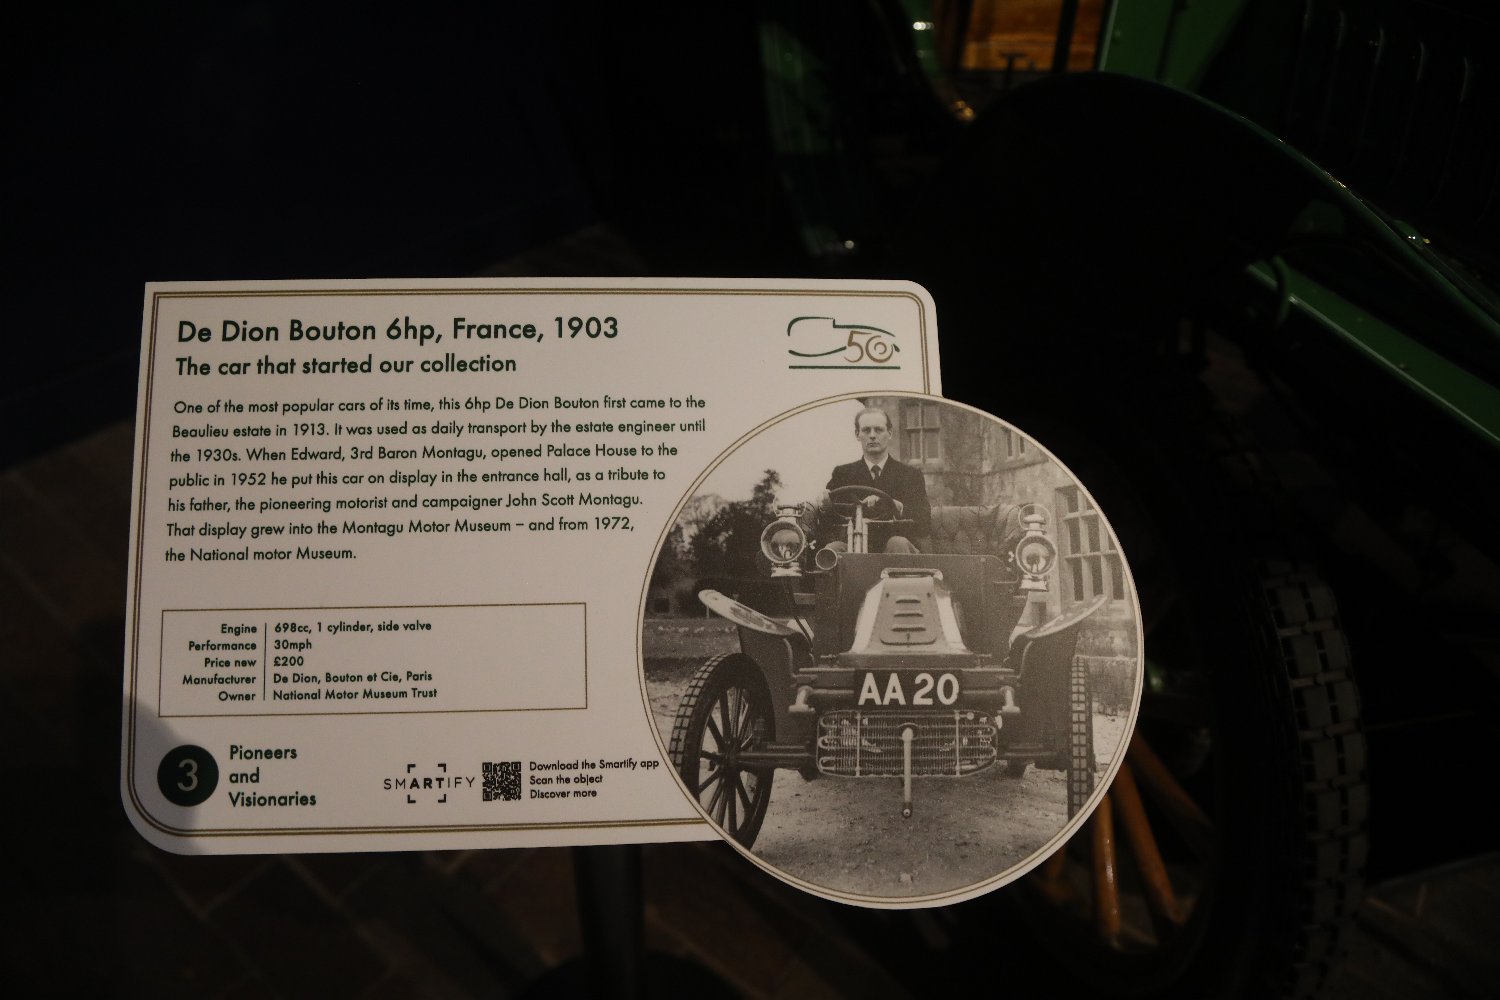 De Dion Bouton 6hp, France, 1903
The car that started our collection
50
One of the most popular cars of its time, this 6hp De Dion Bouton first came to the
Beaulieu estate in 1913. It was used as daily transport by the estate engineer until
the 1930s. When Edward, 3rd Baron Montagu, opened Palace House to the
public in 1952 he put this car on display in the entrance hall, as a tribute to
his father, the pioneering motorist and campaigner John Scott Montagu.
That display grew into the Montagu Motor Museum – and from 1972,
the National motor Museum.
Engine 698cc, 1 cylinder, side valve
Performance 30mph
Price new £200
Manufacturer De Dion, Bouton et Cie, Paris
Owner National Motor Museum Trust
AA 20
3
Pioneers
and
Visionaries
SMARTIFY
Download the Smartify app
Scan the object
Discover more